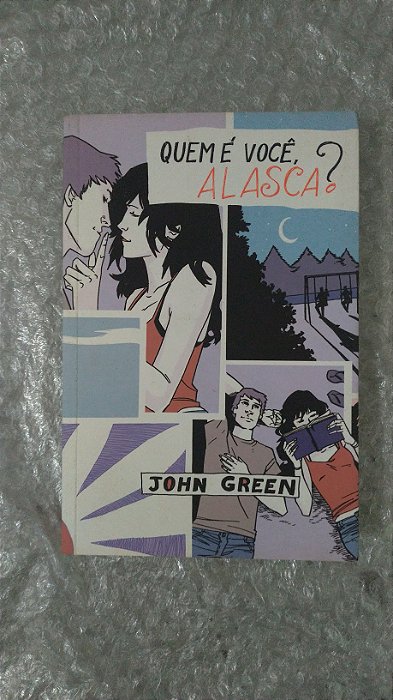 QUEM É VOCÊ,
ALASCA?
JOHN GREEN